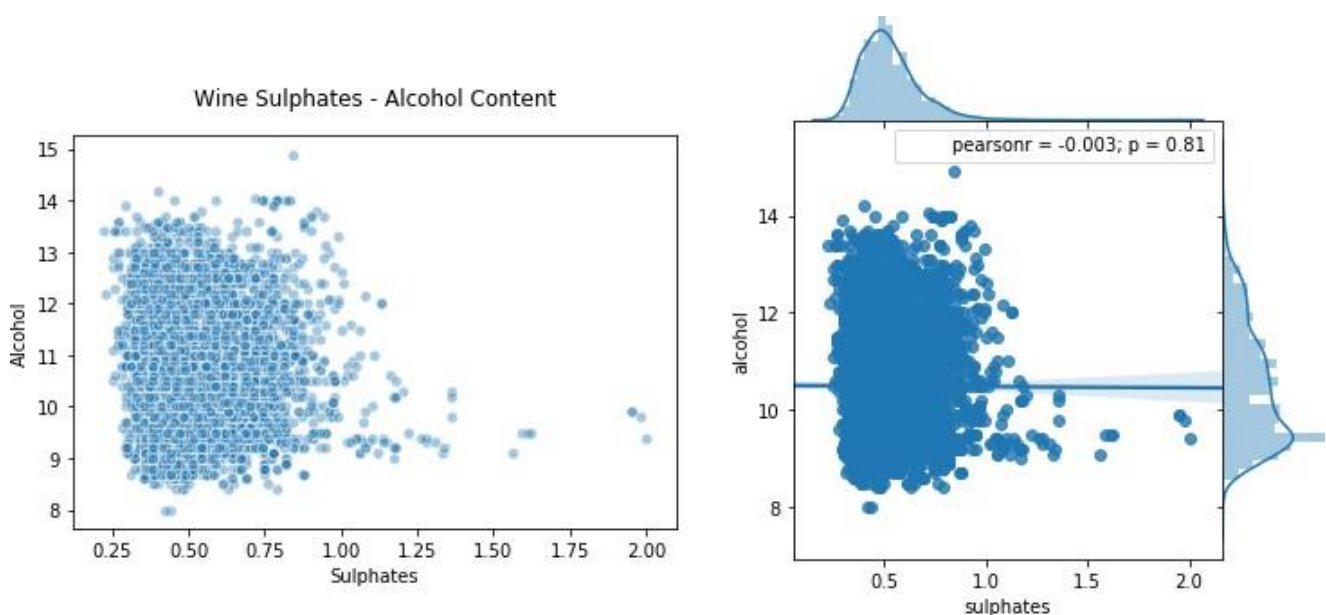 Wine Sulphates - Alcohol Content
15
14
13
12
11
10
9
8
Alcohol
0.25 0.50 0.75 1.00 1.25 1.50 1.75 2.00
Sulphates
pearsonr = -0.003; p = 0.81
14
12
10
8
alcohol
0.5 1.0 1.5 2.0
sulphates